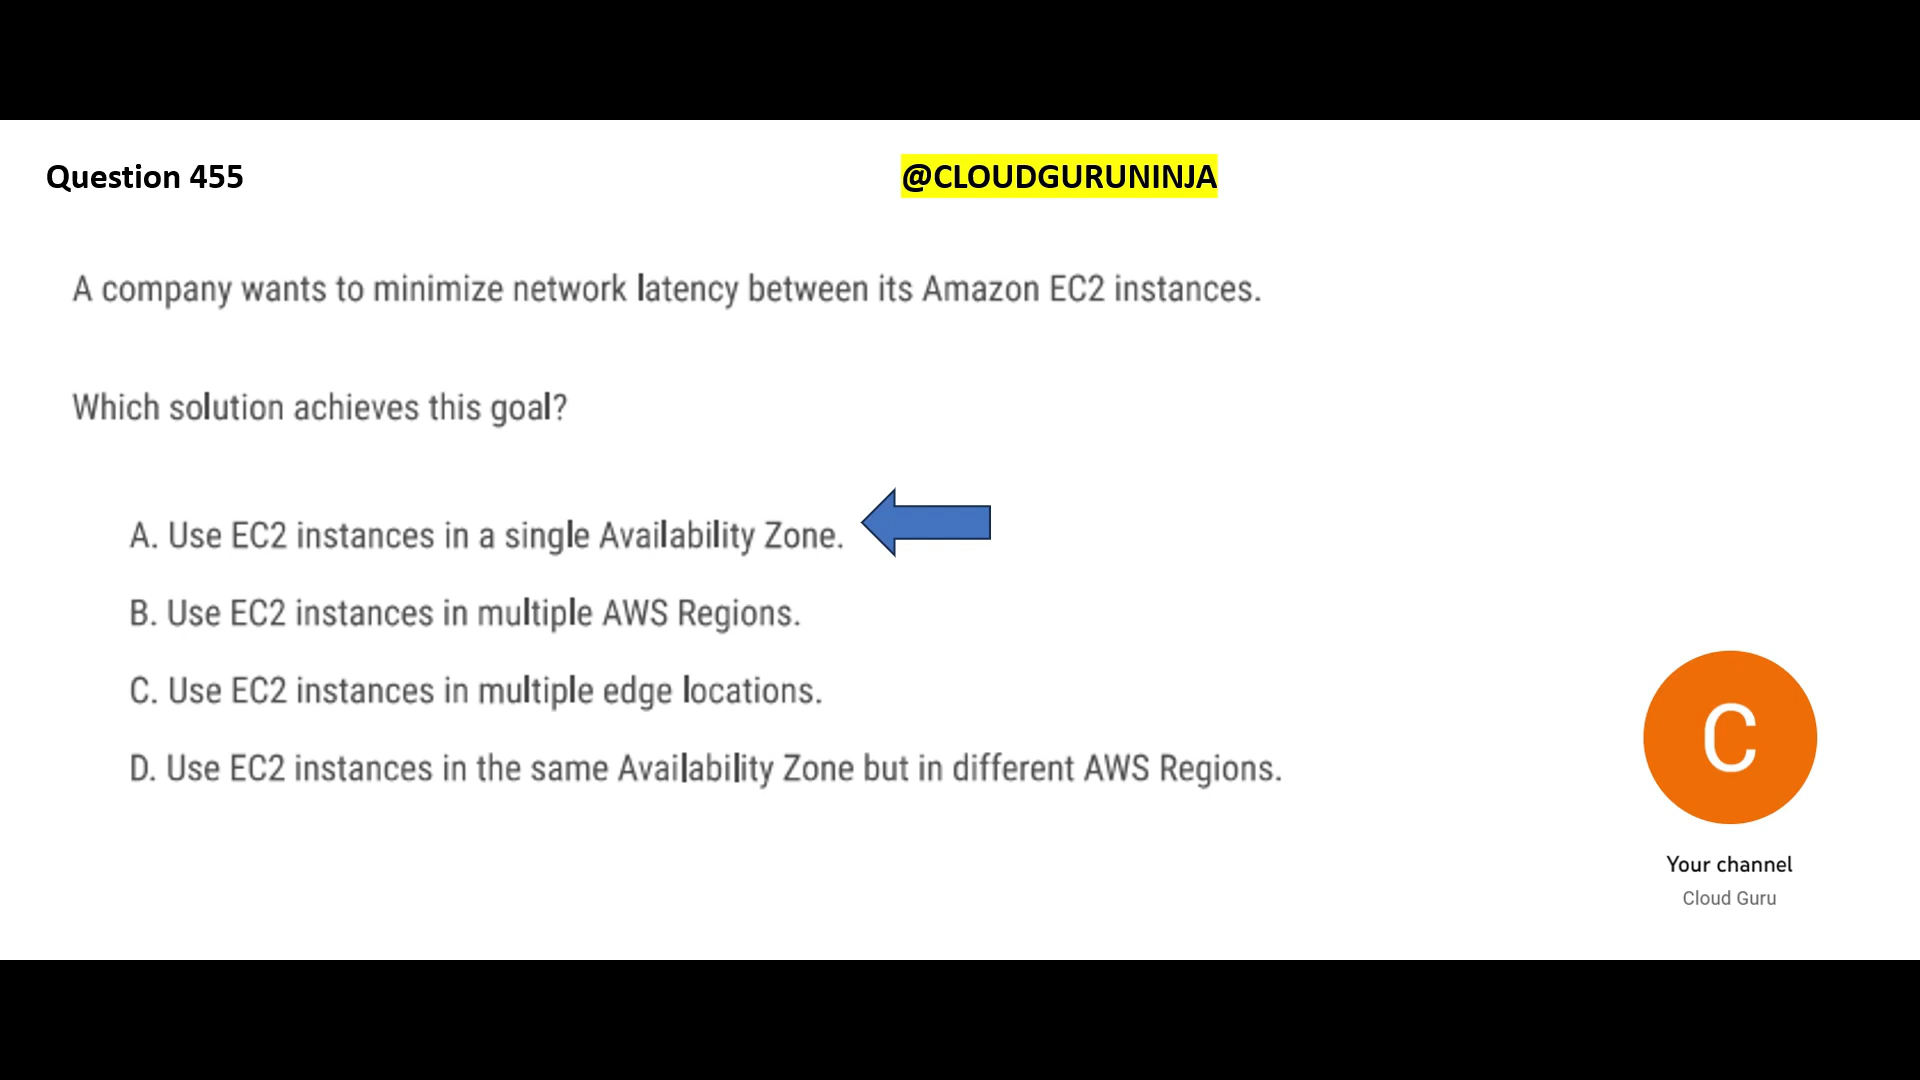 Question 455
@CLOUDGURUNINJA
A company wants to minimize network latency between its Amazon EC2 instances.
Which solution achieves this goal?
A. Use EC2 instances in a single Availability Zone.
B. Use EC2 instances in multiple AWS Regions.
C. Use EC2 instances in multiple edge locations.
D. Use EC2 instances in the same Availability Zone but in different AWS Regions.
C
Your channel
Cloud Guru